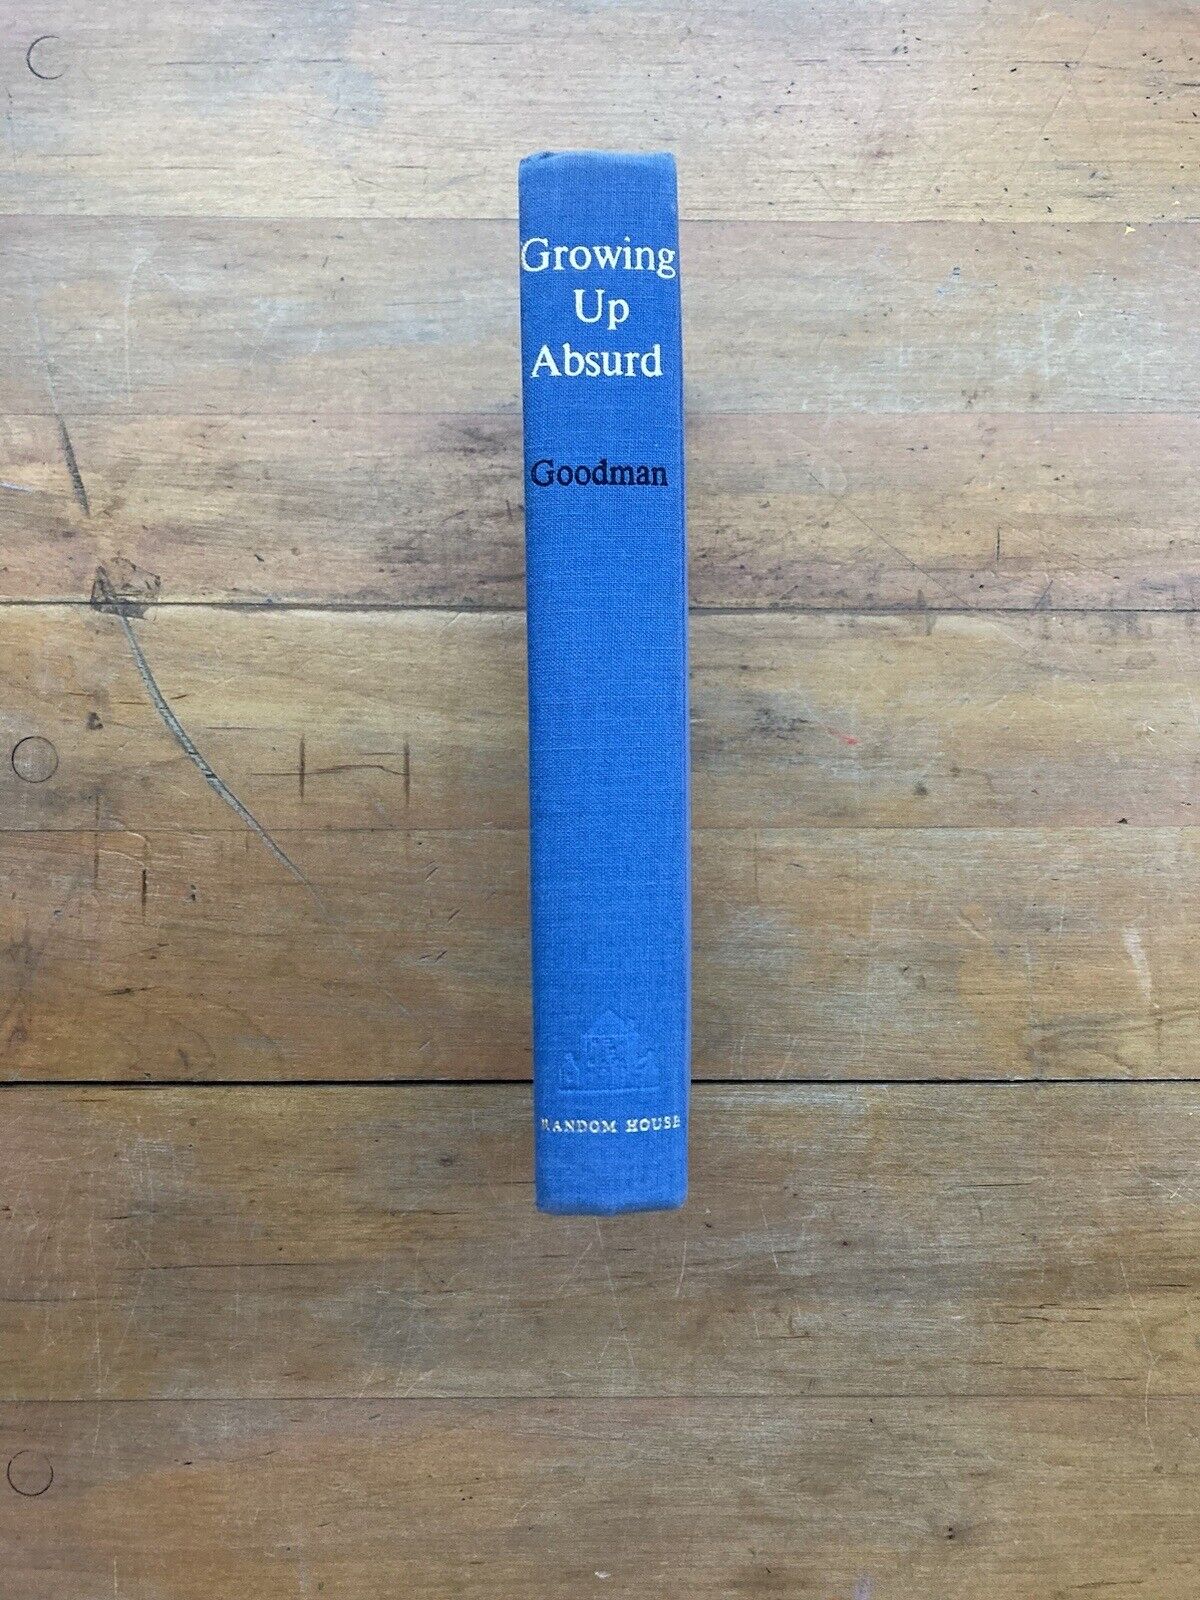 Growing
Up
Absurd
Goodman
RANDOM HOUSE